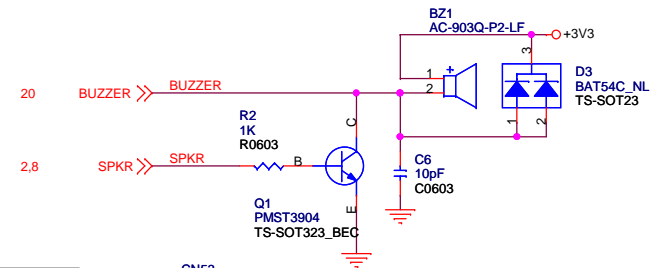 BZ1
AC-903Q-P2-LF
+3V3
3
D3
BAT54C_NL
TS-SOT23
1
+
2
20 BUZZER BUZZER
1 2
R2
1K
R0603
C
2,8 SPKR SPKR
B
C6
10pF
C0603
Q1
PMST3904
TS-SOT323_BEC
E